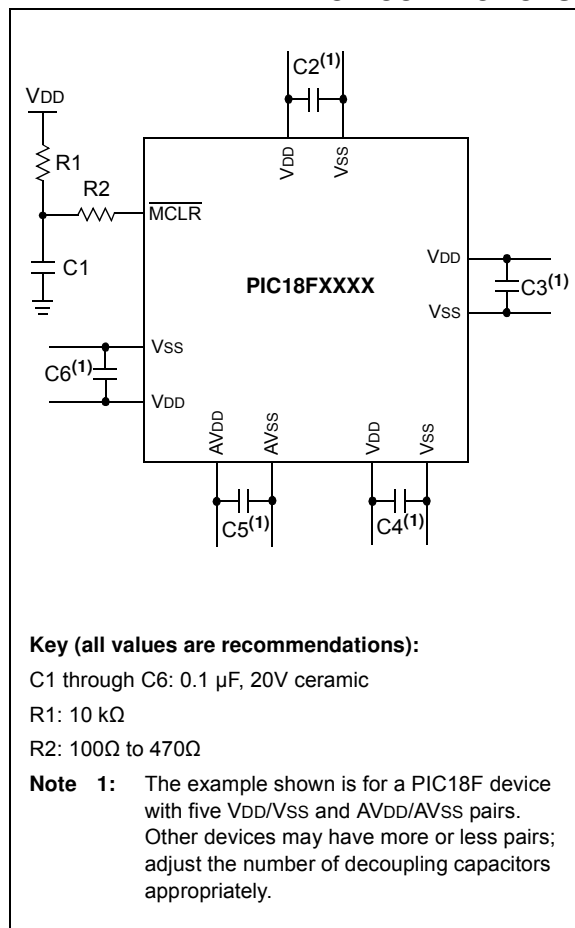 C2(1)
VDD
R1
R2
VDD
VSS
MCLR
C1
PIC18FXXXX
VDD
C3(1)
VSS
VSS
C6(1)
VDD
AVDD
AVSS
VDD
VSS
C5(1)
C4(1)
Key (all values are recommendations):
C1 through C6: 0.1 µF, 20V ceramic
R1: 10 kΩ
R2: 100Ω to 470Ω
Note 1: The example shown is for a PIC18F device
with five VDD/VSS and AVDD/AVSS pairs.
Other devices may have more or less pairs;
adjust the number of decoupling capacitors
appropriately.